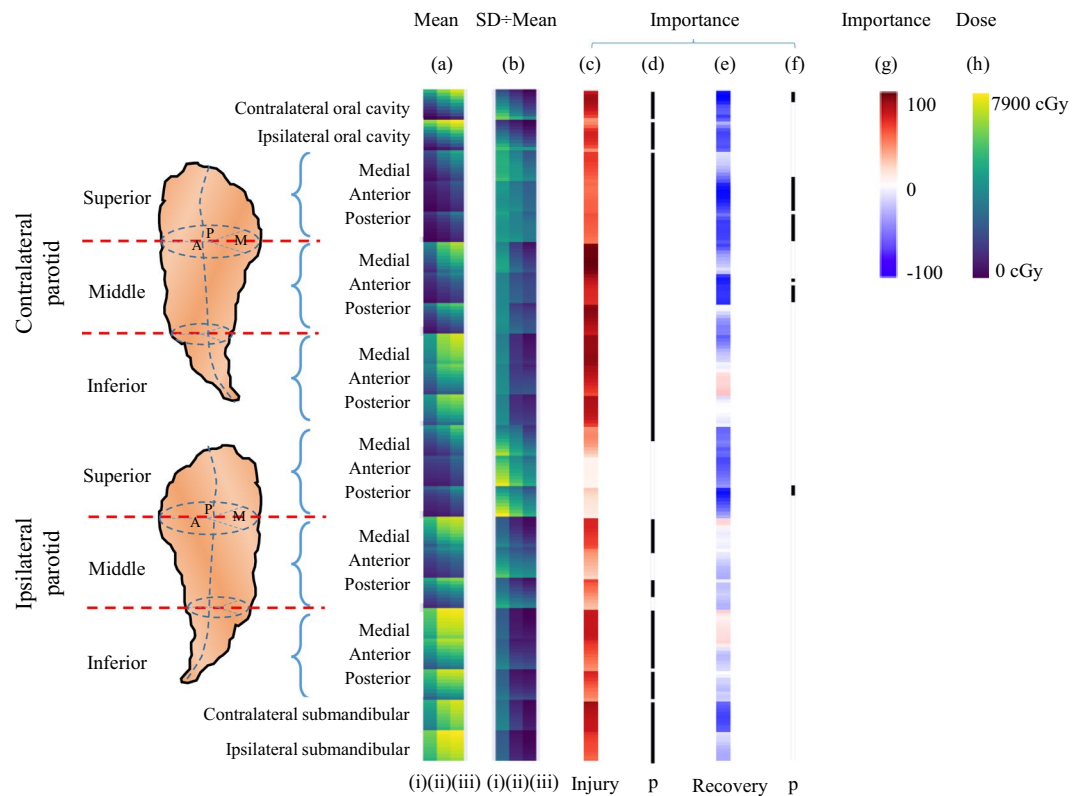 Mean SD÷Mean Importance Importance Dose
(a) (b) (c) (d) (e) (f) (g) (h)
Contralateral oral cavity
Ipsilateral oral cavity
100
0
-100
7900 cGy
0 cGy
Contralateral parotid
Superior
Medial
Anterior
Posterior
P
A
M
Middle
Medial
Anterior
Posterior
Inferior
Medial
Anterior
Posterior
Ipsilateral parotid
Superior
Medial
Anterior
Posterior
P
A
M
Middle
Medial
Anterior
Posterior
Inferior
Medial
Anterior
Posterior
Contralateral submandibular
Ipsilateral submandibular
(i)(ii)(iii) (i)(ii)(iii) Injury p Recovery p